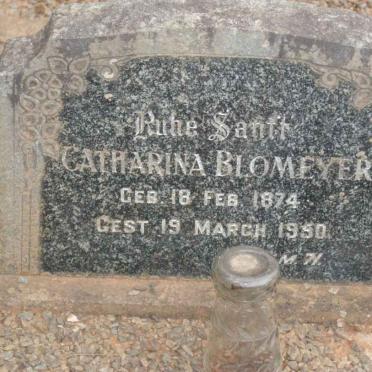 Ruhe Sanft
CATHARINA BLOMEYER
GEB. 18 FEB. 1874
GEST 19 MARCH 1950.
M. H.